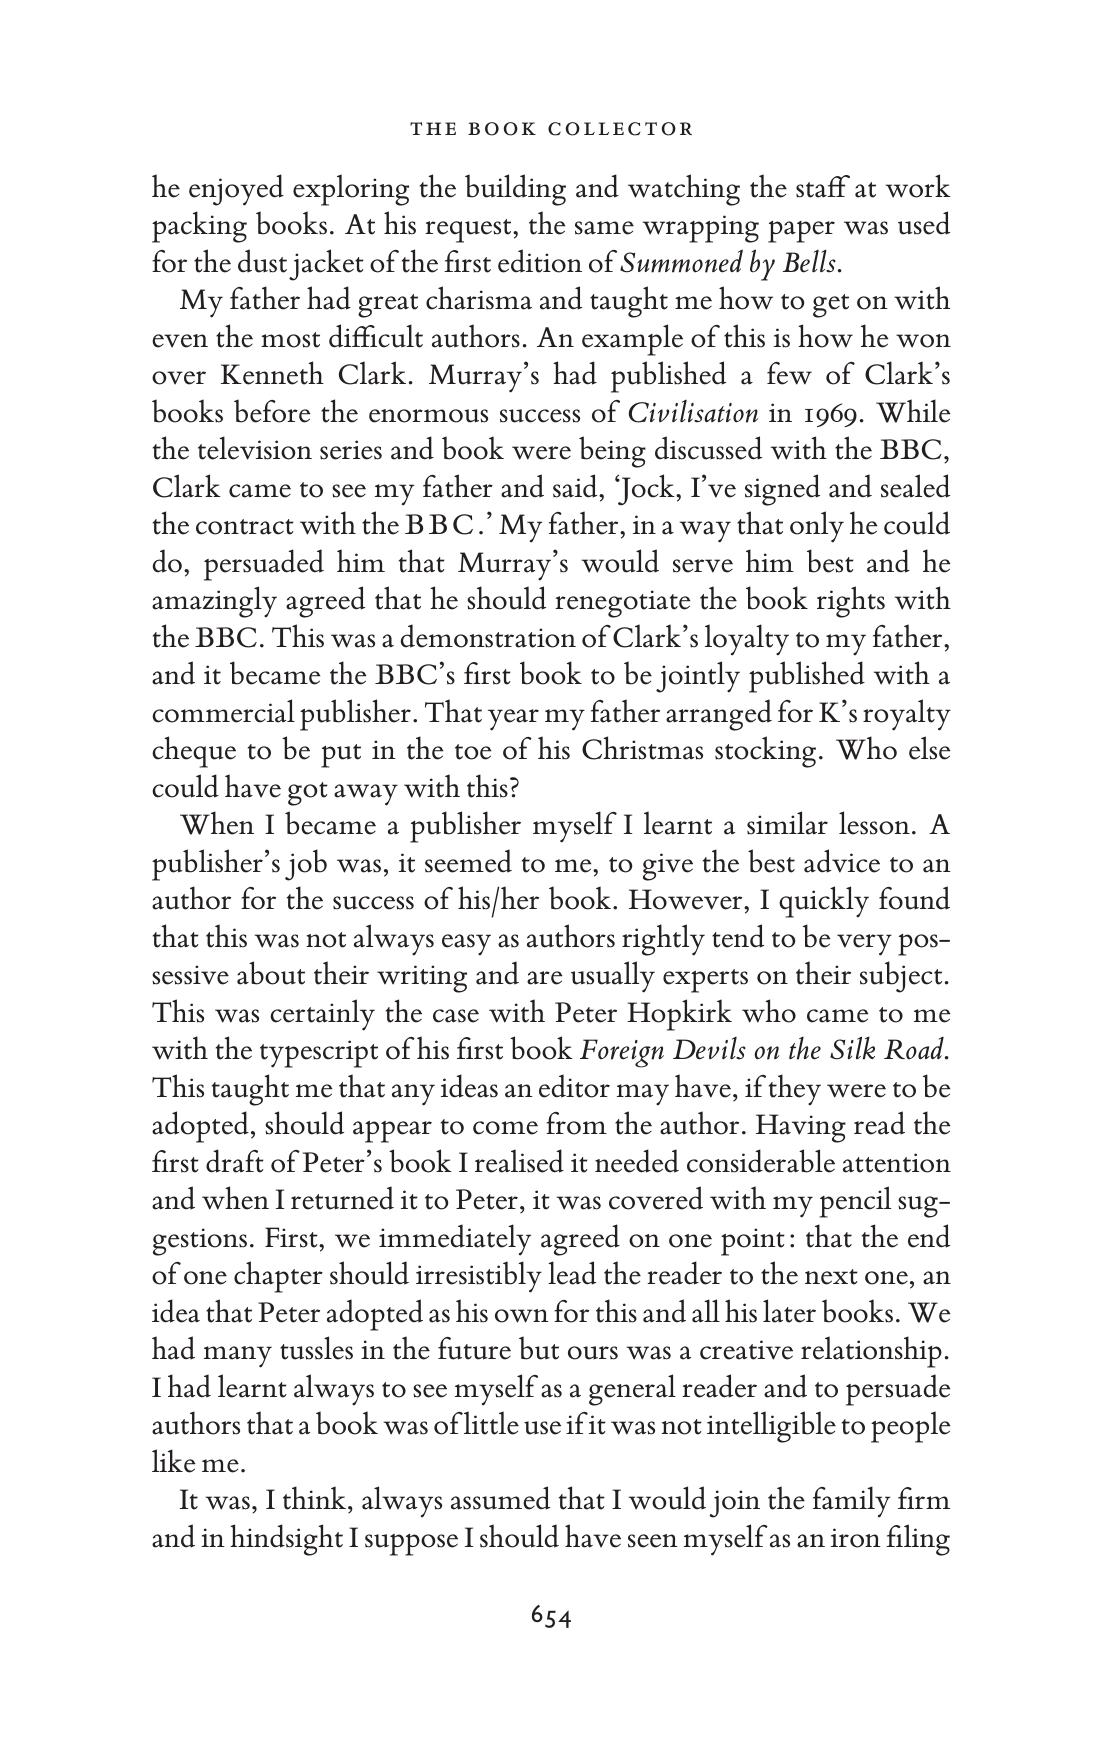 THE BOOK COLLECTOR
he enjoyed exploring the building and watching the staff at work
packing books. At his request, the same wrapping paper was used
for the dust jacket of the first edition of Summoned by Bells.
My father had great charisma and taught me how to get on with
even the most difficult authors. An example of this is how he won
over Kenneth Clark. Murray’s had published a few of Clark’s
books before the enormous success of Civilisation in 1969. While
the television series and book were being discussed with the BBC,
Clark came to see my father and said, ‘Jock, I’ve signed and sealed
the contract with the BBC.’ My father, in a way that only he could
do, persuaded him that Murray’s would serve him best and he
amazingly agreed that he should renegotiate the book rights with
the BBC. This was a demonstration of Clark’s loyalty to my father,
and it became the BBC’s first book to be jointly published with a
commercial publisher. That year my father arranged for K’s royalty
cheque to be put in the toe of his Christmas stocking. Who else
could have got away with this?
When I became a publisher myself I learnt a similar lesson. A
publisher’s job was, it seemed to me, to give the best advice to an
author for the success of his/her book. However, I quickly found
that this was not always easy as authors rightly tend to be very pos-
sessive about their writing and are usually experts on their subject.
This was certainly the case with Peter Hopkirk who came to me
with the typescript of his first book Foreign Devils on the Silk Road.
This taught me that any ideas an editor may have, if they were to be
adopted, should appear to come from the author. Having read the
first draft of Peter’s book I realised it needed considerable attention
and when I returned it to Peter, it was covered with my pencil sug-
gestions. First, we immediately agreed on one point: that the end
of one chapter should irresistibly lead the reader to the next one, an
idea that Peter adopted as his own for this and all his later books. We
had many tussles in the future but ours was a creative relationship.
I had learnt always to see myself as a general reader and to persuade
authors that a book was of little use if it was not intelligible to people
like me.
It was, I think, always assumed that I would join the family firm
and in hindsight I suppose I should have seen myself as an iron filing
654